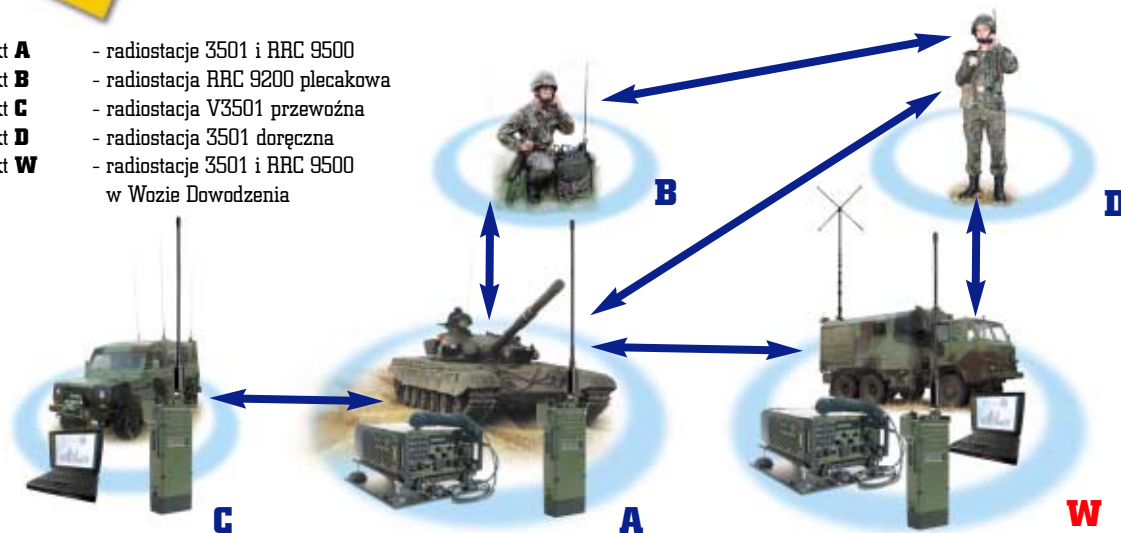 kt A - radiostacje 3501 i RRC 9500
kt B - radiostacja RRC 9200 plecakowa
kt C - radiostacja V3501 przewoźna
kt D - radiostacja 3501 doręczna
kt W - radiostacje 3501 i RRC 9500
w Wozie Dowodzenia
B
D
C
A
W